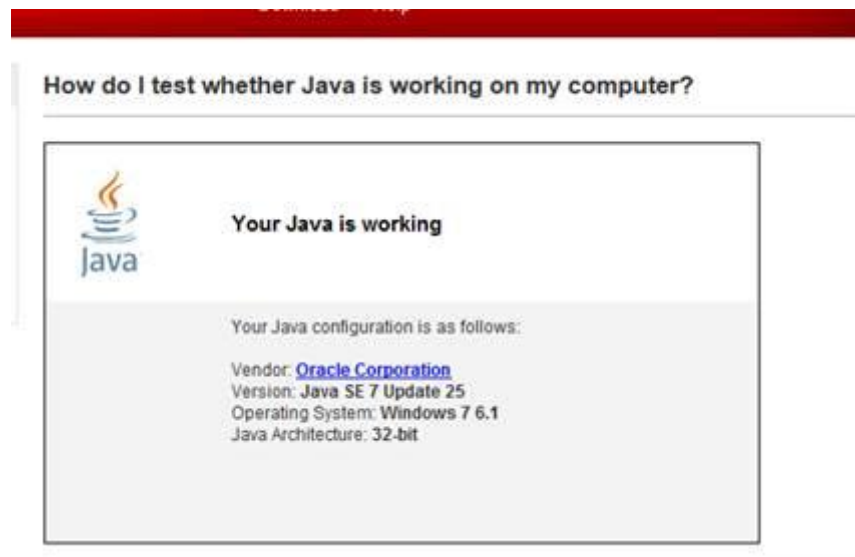 How do I test whether Java is working on my computer?
Java
Your Java is working
Your Java configuration is as follows:
Vendor: Oracle Corporation
Version: Java SE 7 Update 25
Operating System: Windows 7 6.1
Java Architecture: 32-bit